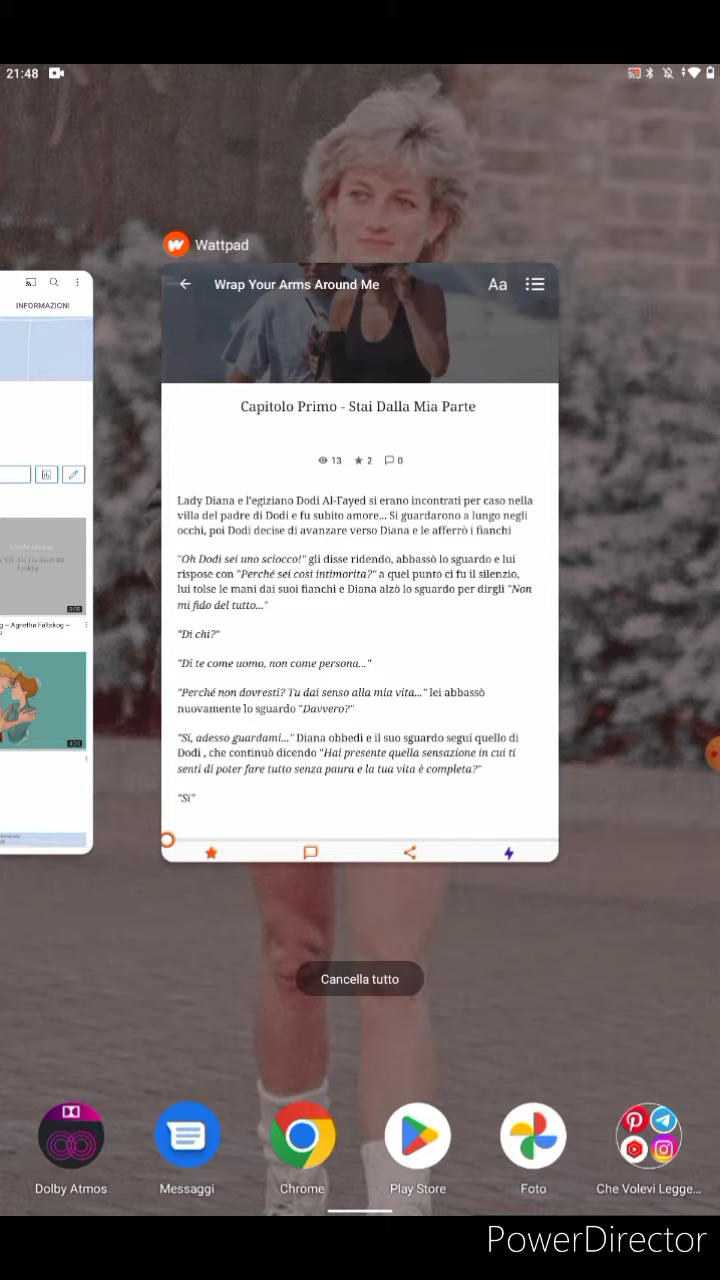 21:48
Wattpad
INFORMAZIONI
Wrap Your Arms Around Me
Aa
Capitolo Primo - Stai Dalla Mia Parte
13 2 0
Lady Diana e l'egiziano Dodi Al-Fayed si erano incontrati per caso nella
villa del padre di Dodi e fu subito amore... Si guardarono a lungo negli
occhi, poi Dodi decise di avanzare verso Diana e le afferrò i fianchi
"Oh Dodi sei uno sciocco!" gli disse ridendo, abbassò lo sguardo e lui
rispose con "Perché sei così intimorita?" a quel punto ci fu il silenzio,
lui tolse le mani dai suoi fianchi e Diana alzò lo sguardo per dirgli "Non
mi fido del tutto..."
"Di chi?"
"Di te come uomo, non come persona..."
"Perché non dovresti? Tu dai senso alla mia vita..." lei abbassò
nuovamente lo sguardo "Davvero?"
"Sì, adesso guardami..." Diana obbedì e il suo sguardo seguì quello di
Dodi , che continuò dicendo "Hai presente quella sensazione in cui ti
senti di poter fare tutto senza paura e la tua vita è completa?"
"Sì"
3:08
g ~ Agnetha Fältskog ~
4:20
Cancella tutto
Dolby Atmos
Messaggi
Chrome
Play Store
Foto
Che Volevi Legge...
PowerDirector